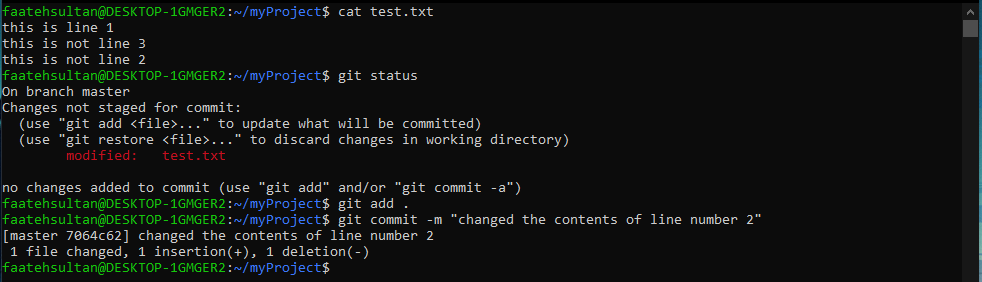 faatehsultan@DESKTOP-1GMGER2:~/myProject$ cat test.txt
this is line 1
this is not line 3
this is not line 2
faatehsultan@DESKTOP-1GMGER2:~/myProject$ git status
On branch master
Changes not staged for commit:
  (use "git add <file>..." to update what will be committed)
  (use "git restore <file>..." to discard changes in working directory)
        modified:   test.txt

no changes added to commit (use "git add" and/or "git commit -a")
faatehsultan@DESKTOP-1GMGER2:~/myProject$ git add .
faatehsultan@DESKTOP-1GMGER2:~/myProject$ git commit -m "changed the contents of line number 2"
[master 7064c62] changed the contents of line number 2
 1 file changed, 1 insertion(+), 1 deletion(-)
faatehsultan@DESKTOP-1GMGER2:~/myProject$